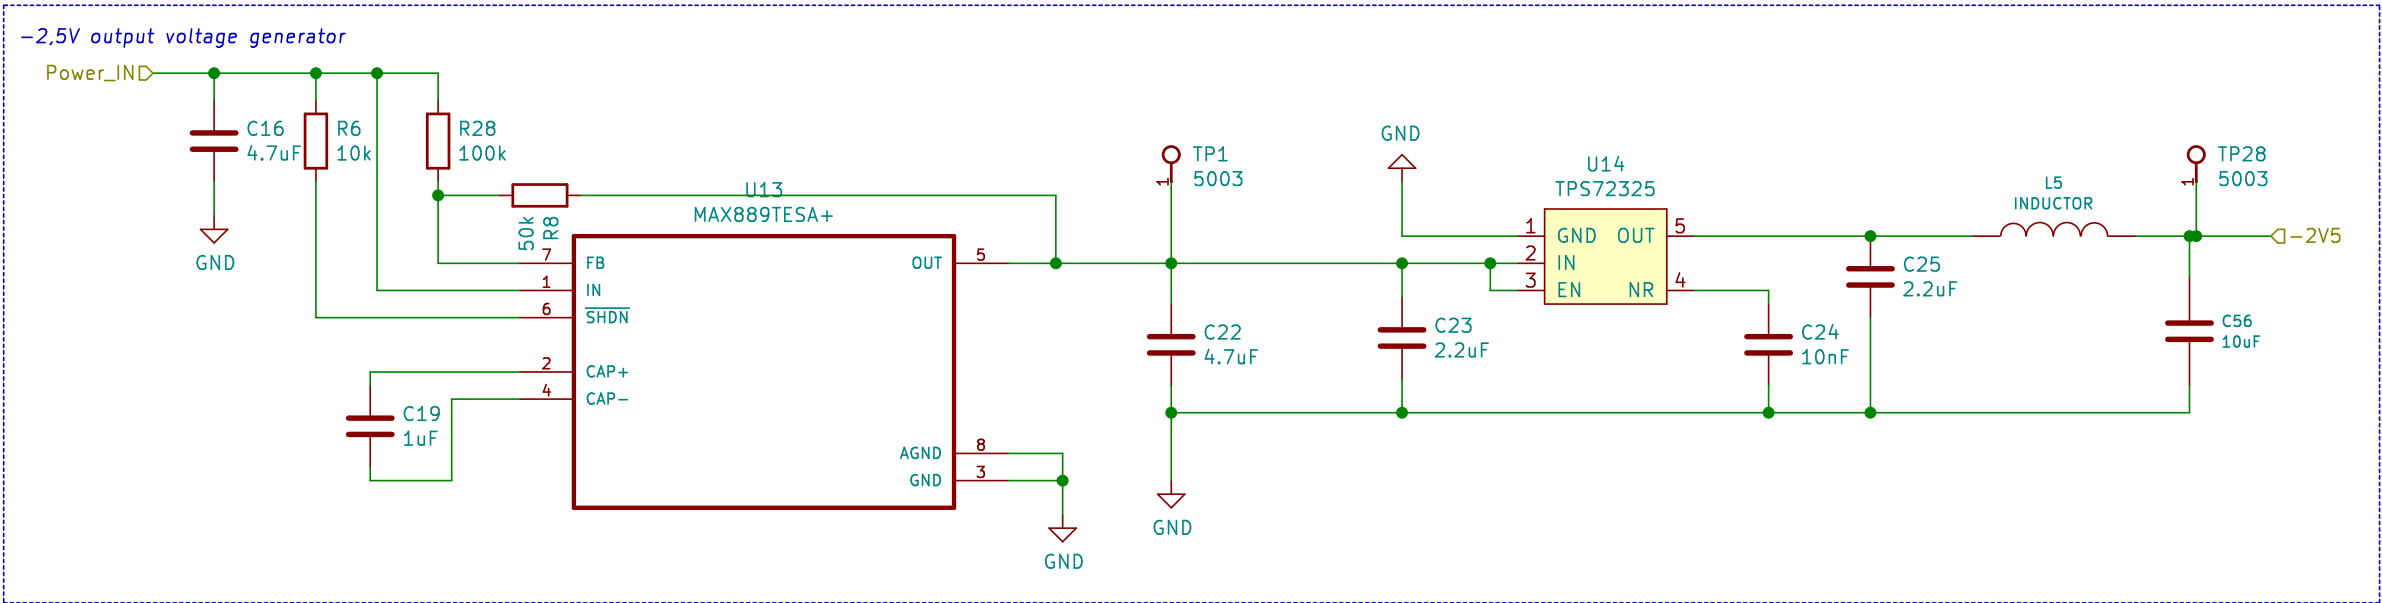 -2,5V output voltage generator
Power_IN
C16
4.7uF
GND
R6
10k
R28
100k
50k
R8
U13
MAX889TESA+
7
FB
1
IN
6
SHDN
2
CAP+
4
CAP-
5
OUT
8
AGND
3
GND
C19
1uF
GND
TP1
5003
1
C22
4.7uF
GND
GND
C23
2.2uF
U14
TPS72325
1
GND
2
IN
3
EN
5
OUT
4
NR
C24
10nF
C25
2.2uF
L5
INDUCTOR
TP28
5003
1
C56
10uF
-2V5